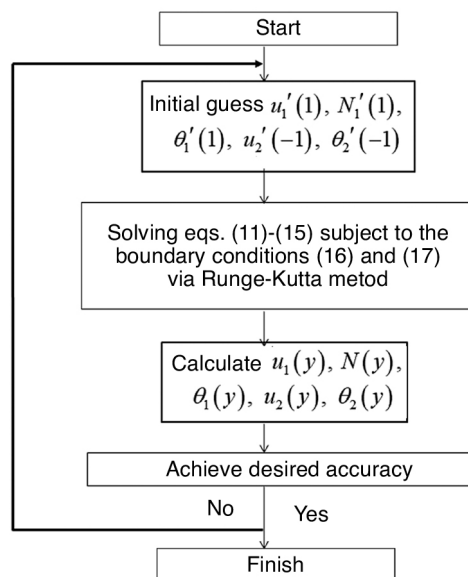 Start
Initial guess u₁′(1), N₁′(1),
θ₁′(1), u₂′(−1), θ₂′(−1)
Solving eqs. (11)-(15) subject to the
boundary conditions (16) and (17)
via Runge-Kutta metod
Calculate u₁(y), N(y),
θ₁(y), u₂(y), θ₂(y)
Achieve desired accuracy
No Yes
Finish